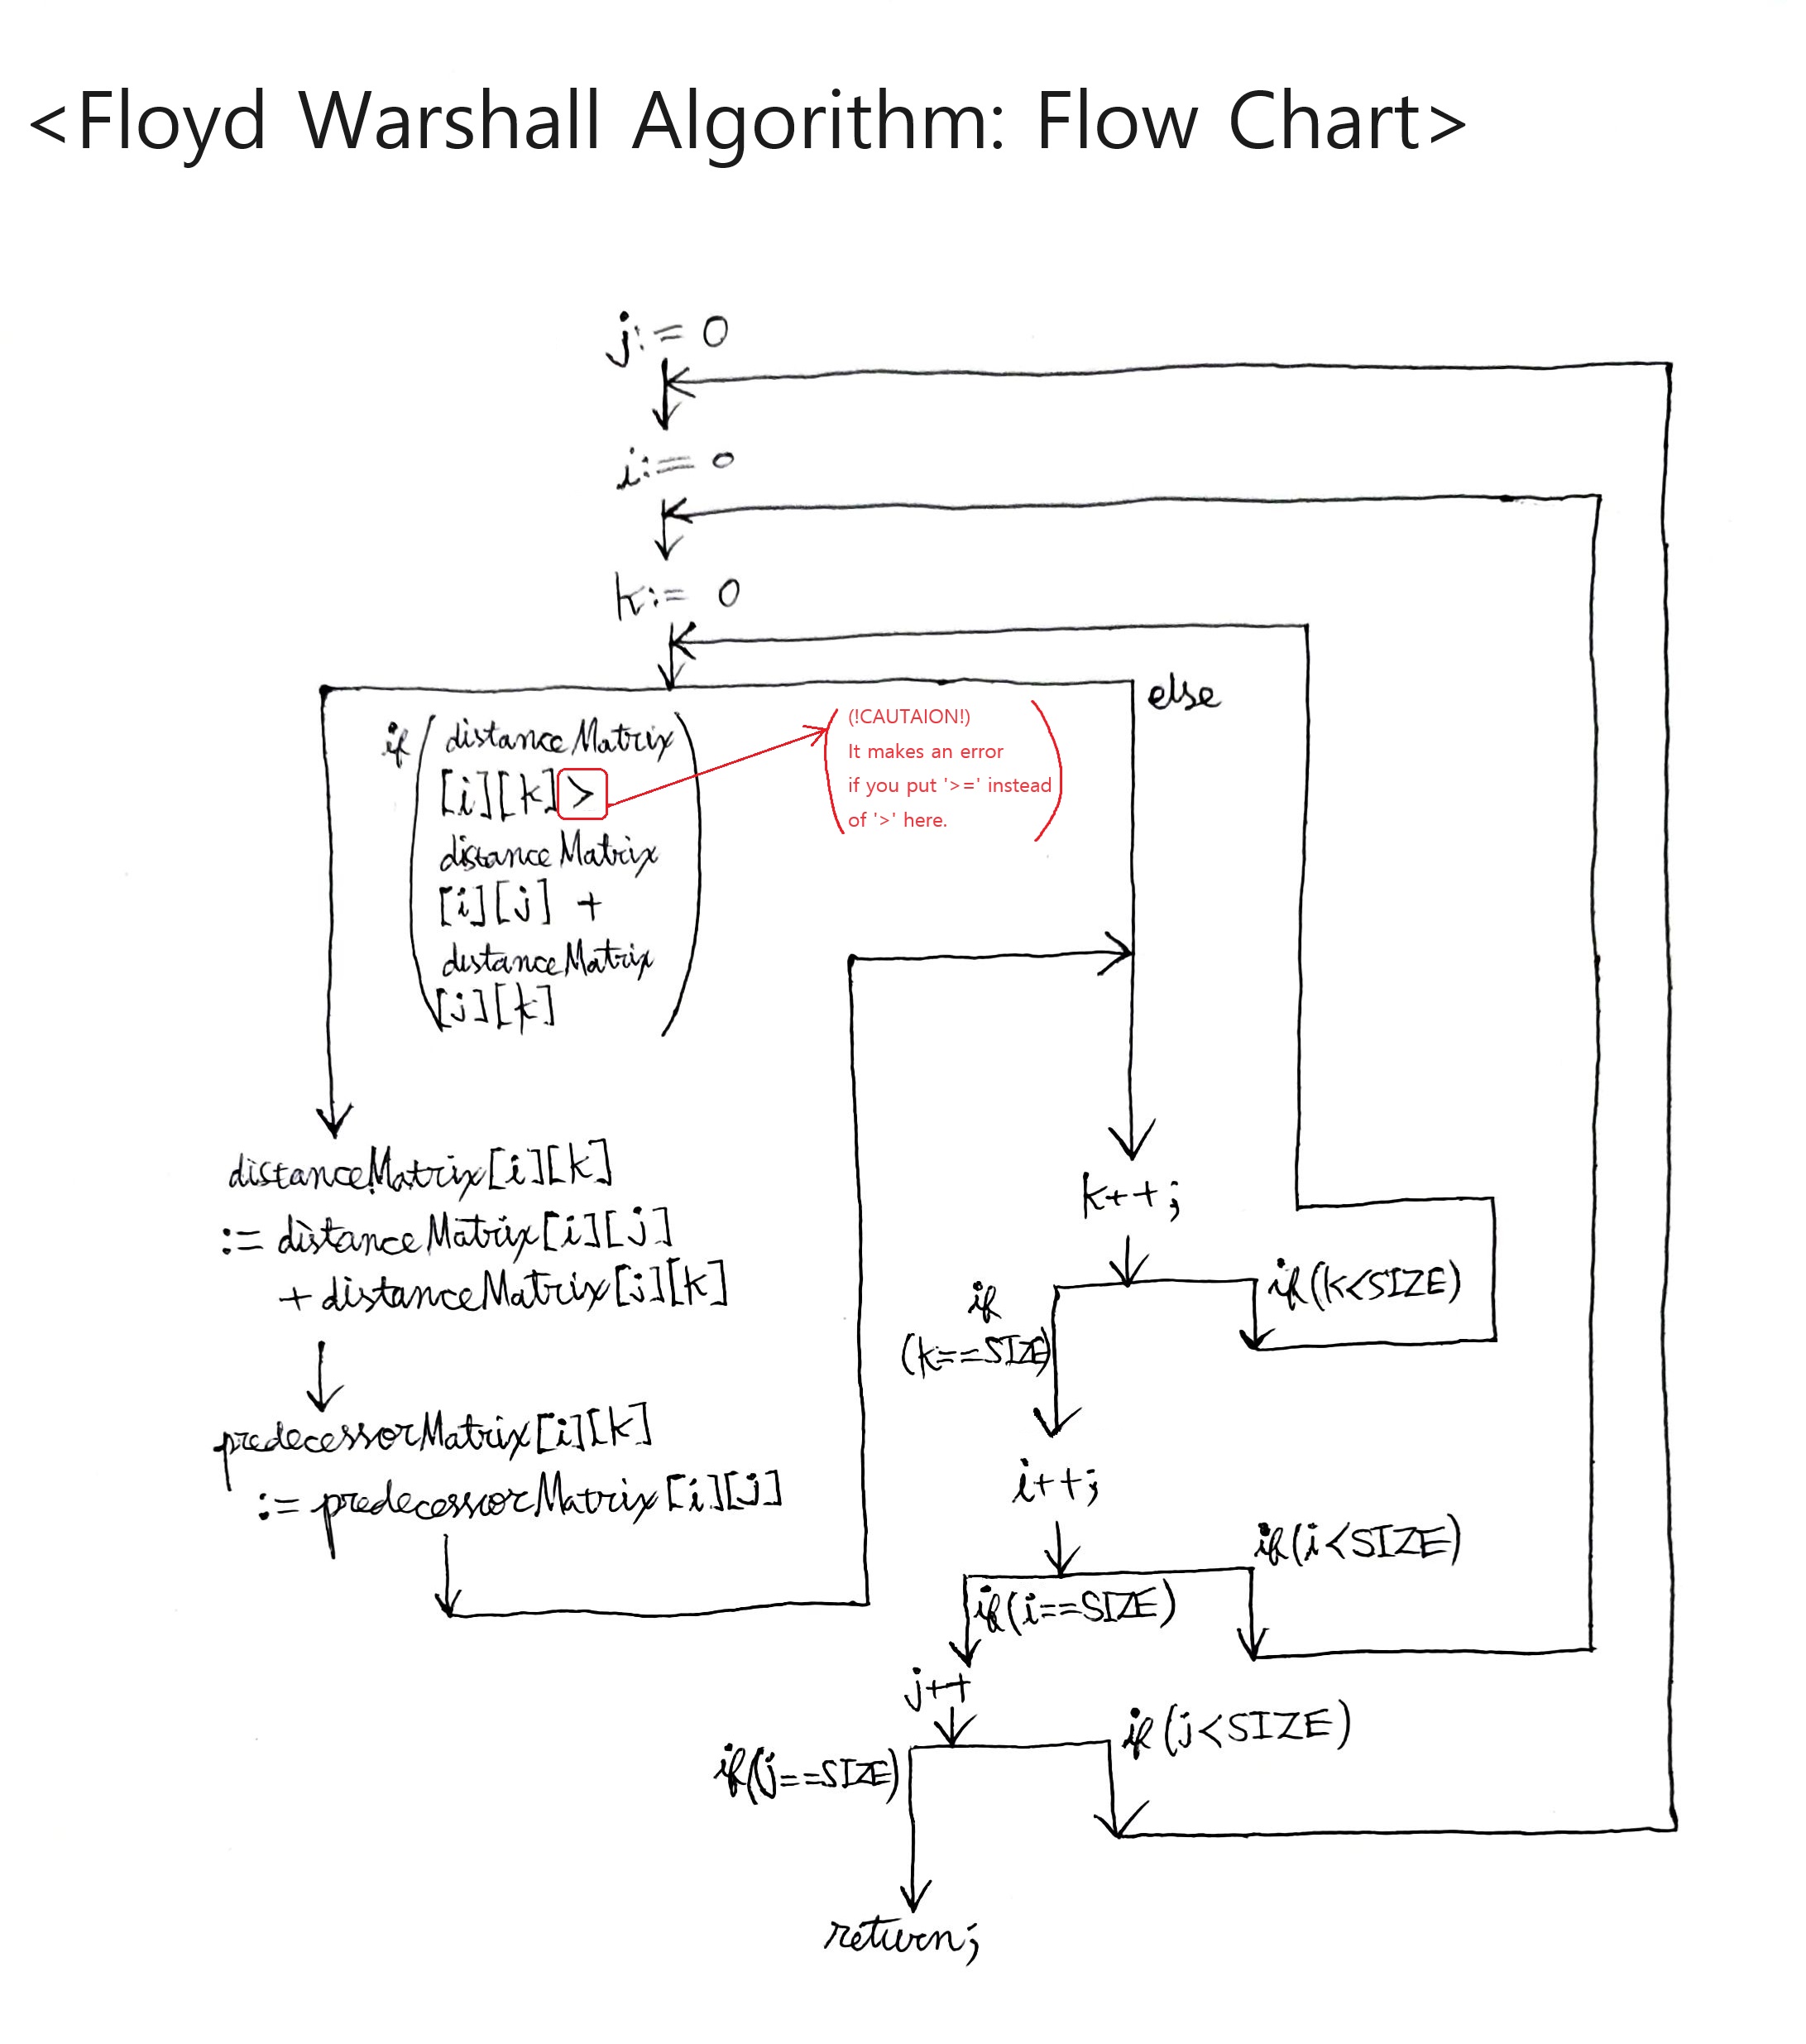 <Floyd Warshall Algorithm: Flow Chart>
j:= 0
i:= 0
k:= 0
else
if(distanceMatrix
[i][k]>
distanceMatrix
[i][j] +
distanceMatrix
[j][k])
(!CAUTAION!)
It makes an error
if you put '>=' instead
of '>' here.
distanceMatrix[i][k]
:= distanceMatrix[i][j]
+ distanceMatrix[j][k]
predecessorMatrix[i][k]
:= predecessorMatrix[i][j]
k++;
if(k<SIZE)
if
(k==SIZE)
i++;
if(i<SIZE)
if(i==SIZE)
j++
if(j<SIZE)
if(j==SIZE)
return;